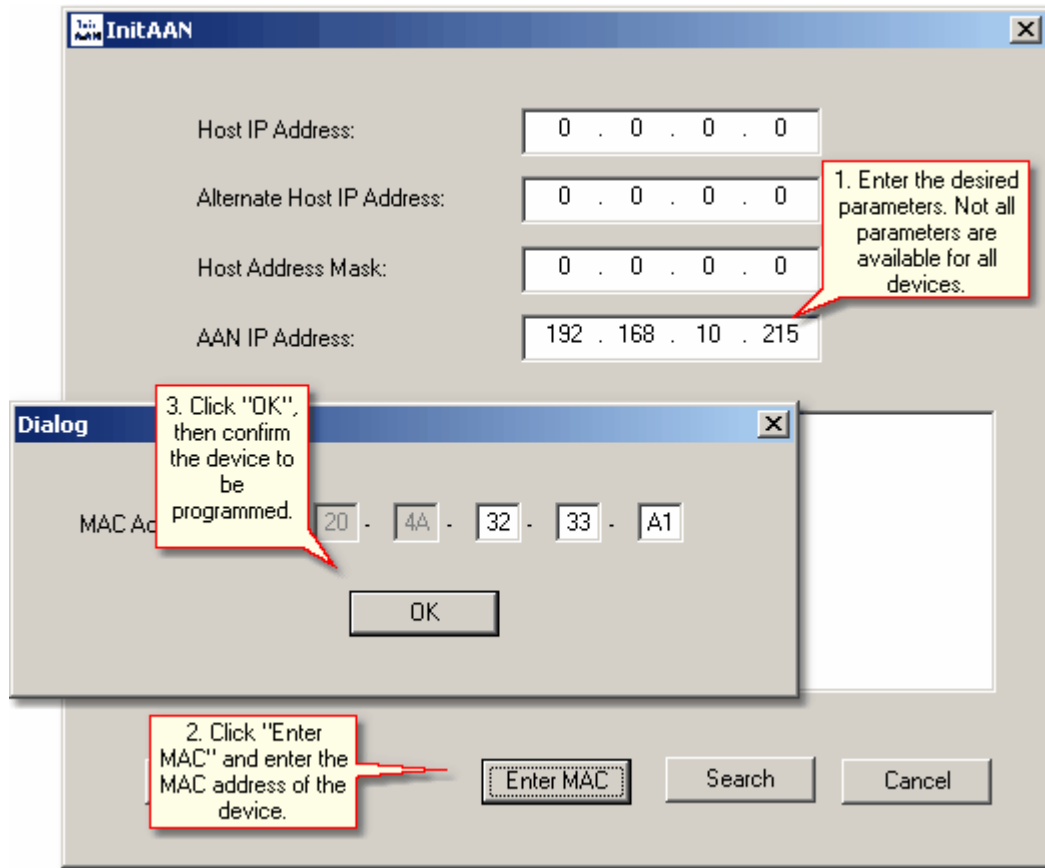 InitAAN
Host IP Address: 0 . 0 . 0 . 0
Alternate Host IP Address: 0 . 0 . 0 . 0
Host Address Mask: 0 . 0 . 0 . 0
AAN IP Address: 192 . 168 . 10 . 215
1. Enter the desired
parameters. Not all
parameters are
available for all
devices.
Dialog
3. Click "OK",
then confirm
the device to
be
programmed.
MAC 20 - 4A - 32 - 33 - A1
OK
2. Click "Enter
MAC" and enter the
MAC address of the
device.
Enter MAC
Search
Cancel